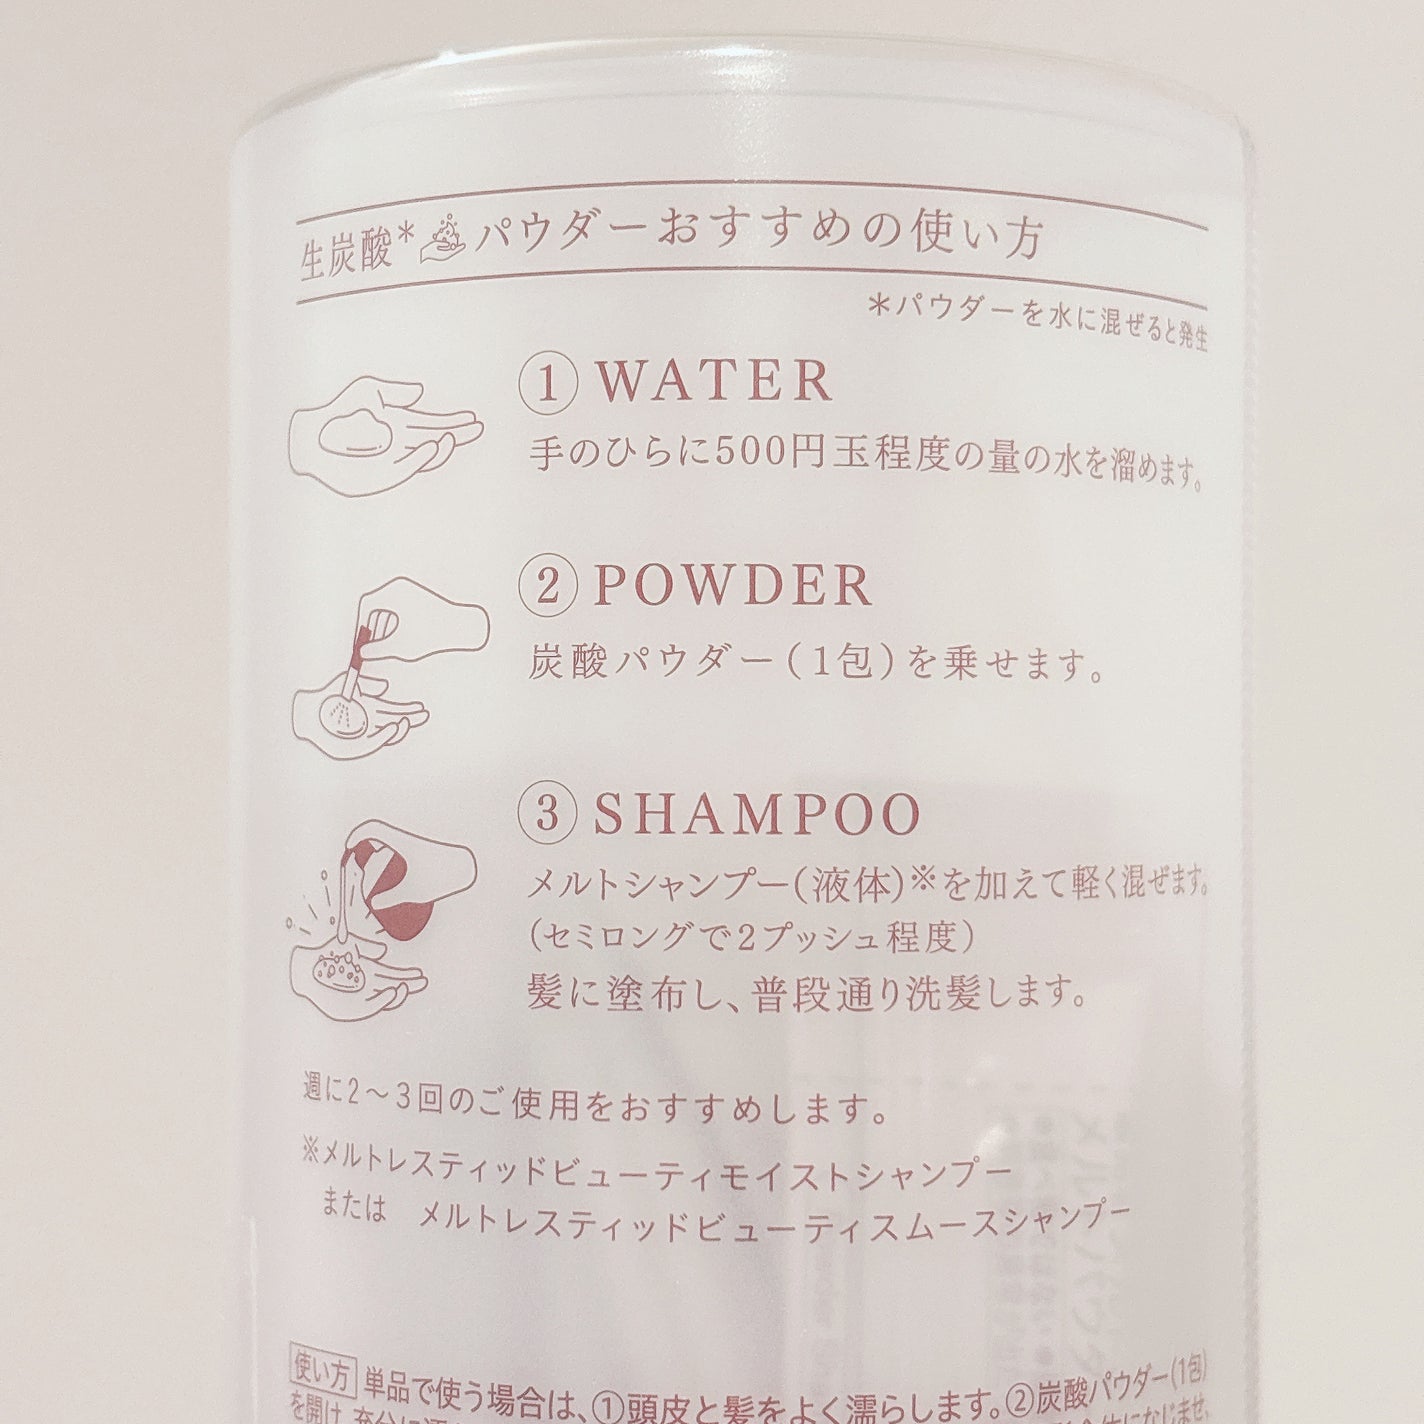 生炭酸*パウダーおすすめの使い方
*パウダーを水に混ぜると発生
①WATER
手のひらに500円玉程度の量の水を溜めます。
②POWDER
炭酸パウダー(1包)を乗せます。
③SHAMPOO
メルトシャンプー(液体)※を加えて軽く混ぜます。
(セミロングで2プッシュ程度)
髪に塗布し、普段通り洗髪します。
週に2〜3回のご使用をおすすめします。
※メルトレスティッドビューティモイストシャンプー
または　メルトレスティッドビューティスムースシャンプー
使い方 単品で使う場合は、①頭皮と髪をよく濡らします。②炭酸パウダー(1包)
を開け、